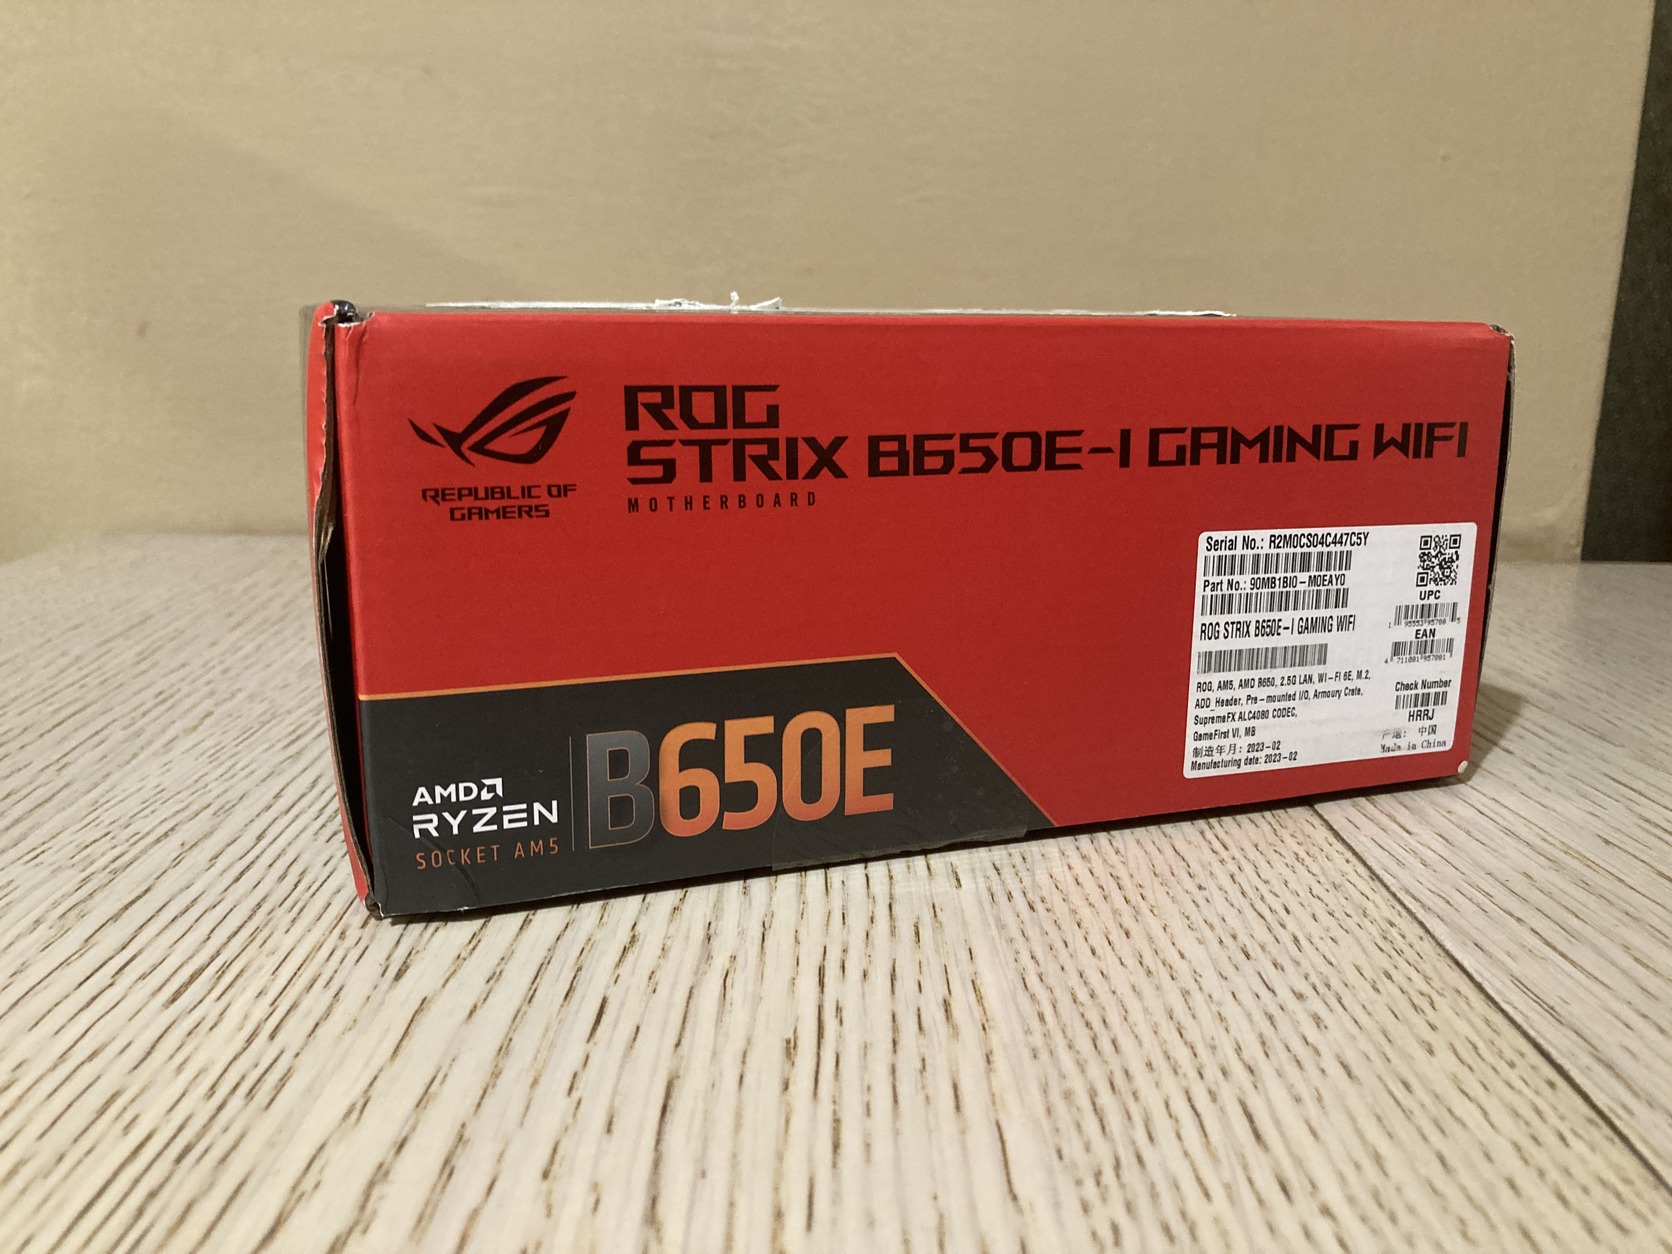 ROG
STRIX B650E-I GAMING WIFI
MOTHERBOARD
REPUBLIC OF
GAMERS
Serial No.: R2M0CS04C447C5Y
Part No.: 90MB1BI0-M0EAY0
ROG STRIX B650E-I GAMING WIFI
ROG, AM5, AMD B650, 2.5G LAN, WI-FI 6E, M.2,
ADD_Header, Pre-mounted I/O, Armoury Crate,
SupremeFX ALC4080 CODEC,
GameFirst VI, MB
制造年月: 2023-02
Manufacturing date: 2023-02
UPC
EAN
4 711081 957881
Check Number
HRRJ
产地: 中国
Made in China
AMD
RYZEN
SOCKET AM5
B650E